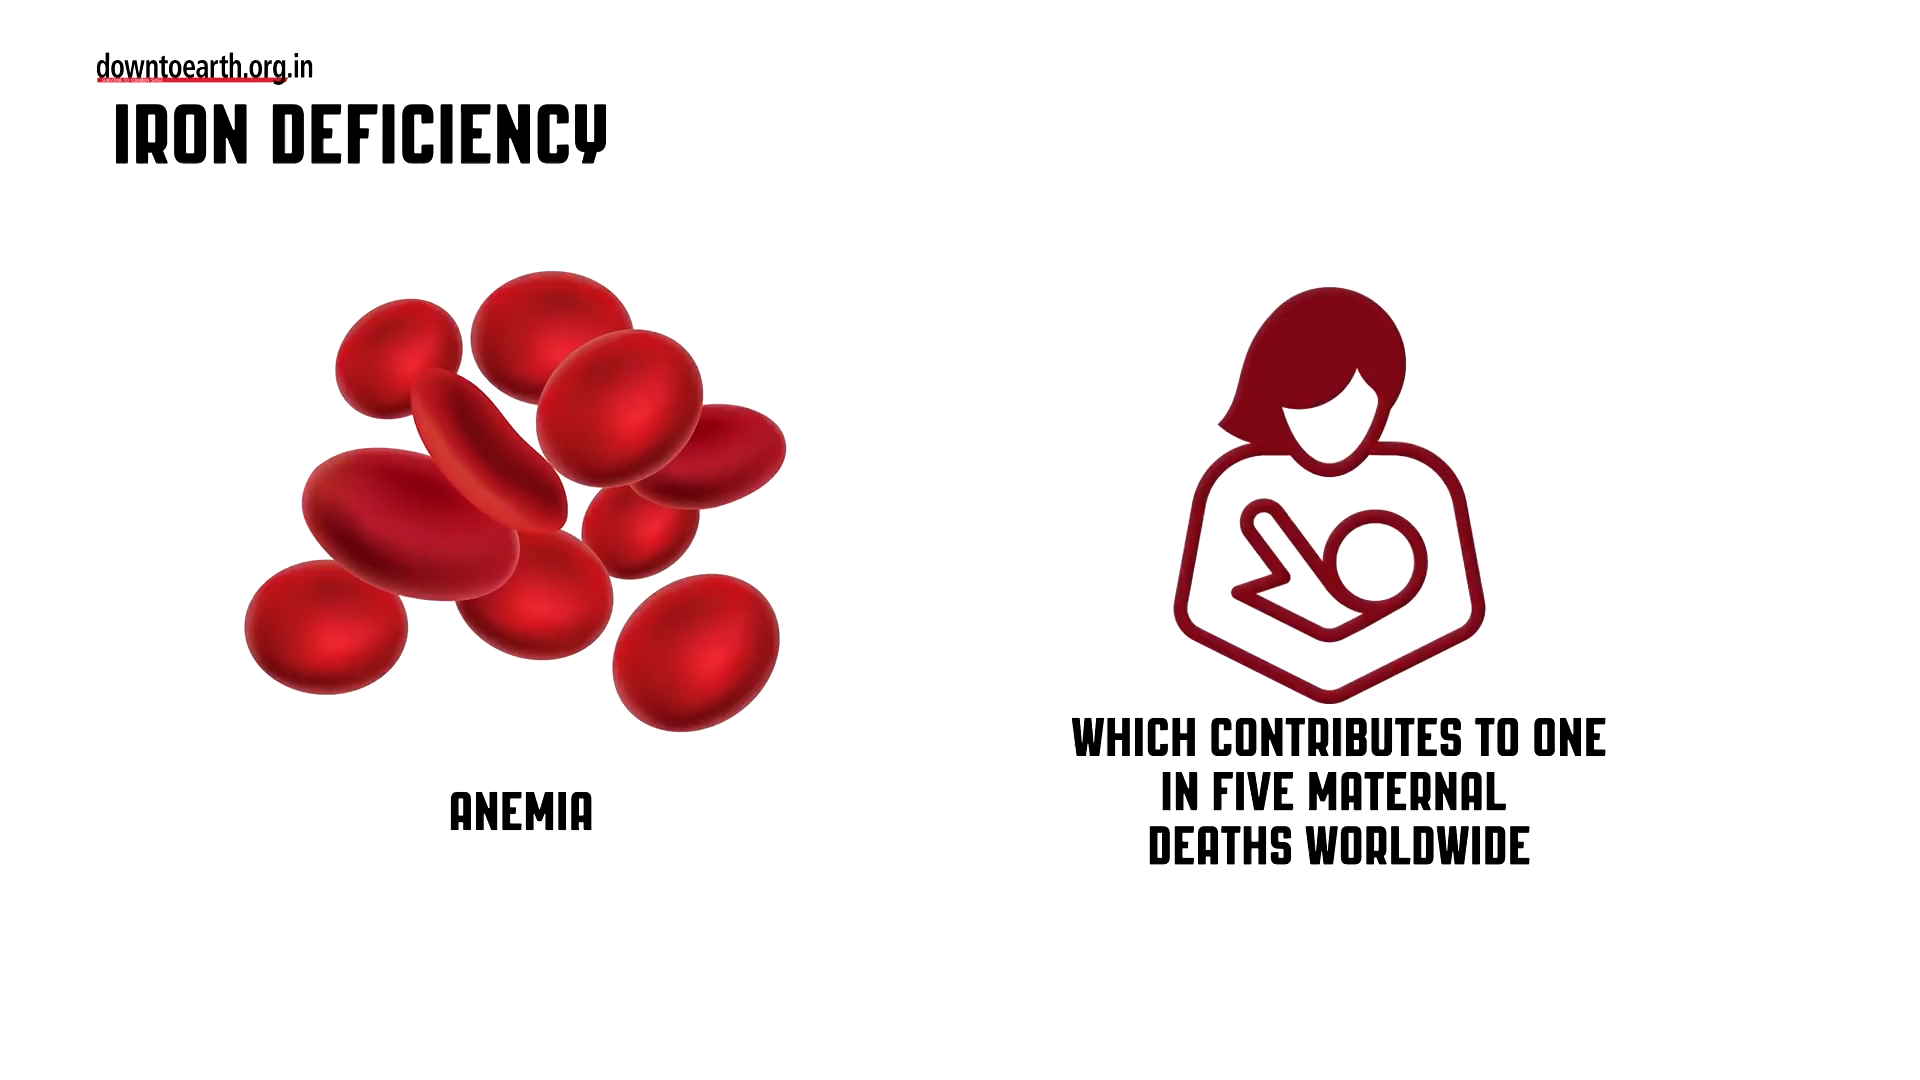 downtoearth.org.in
IRON DEFICIENCY
ANEMIA
WHICH CONTRIBUTES TO ONE
IN FIVE MATERNAL
DEATHS WORLDWIDE